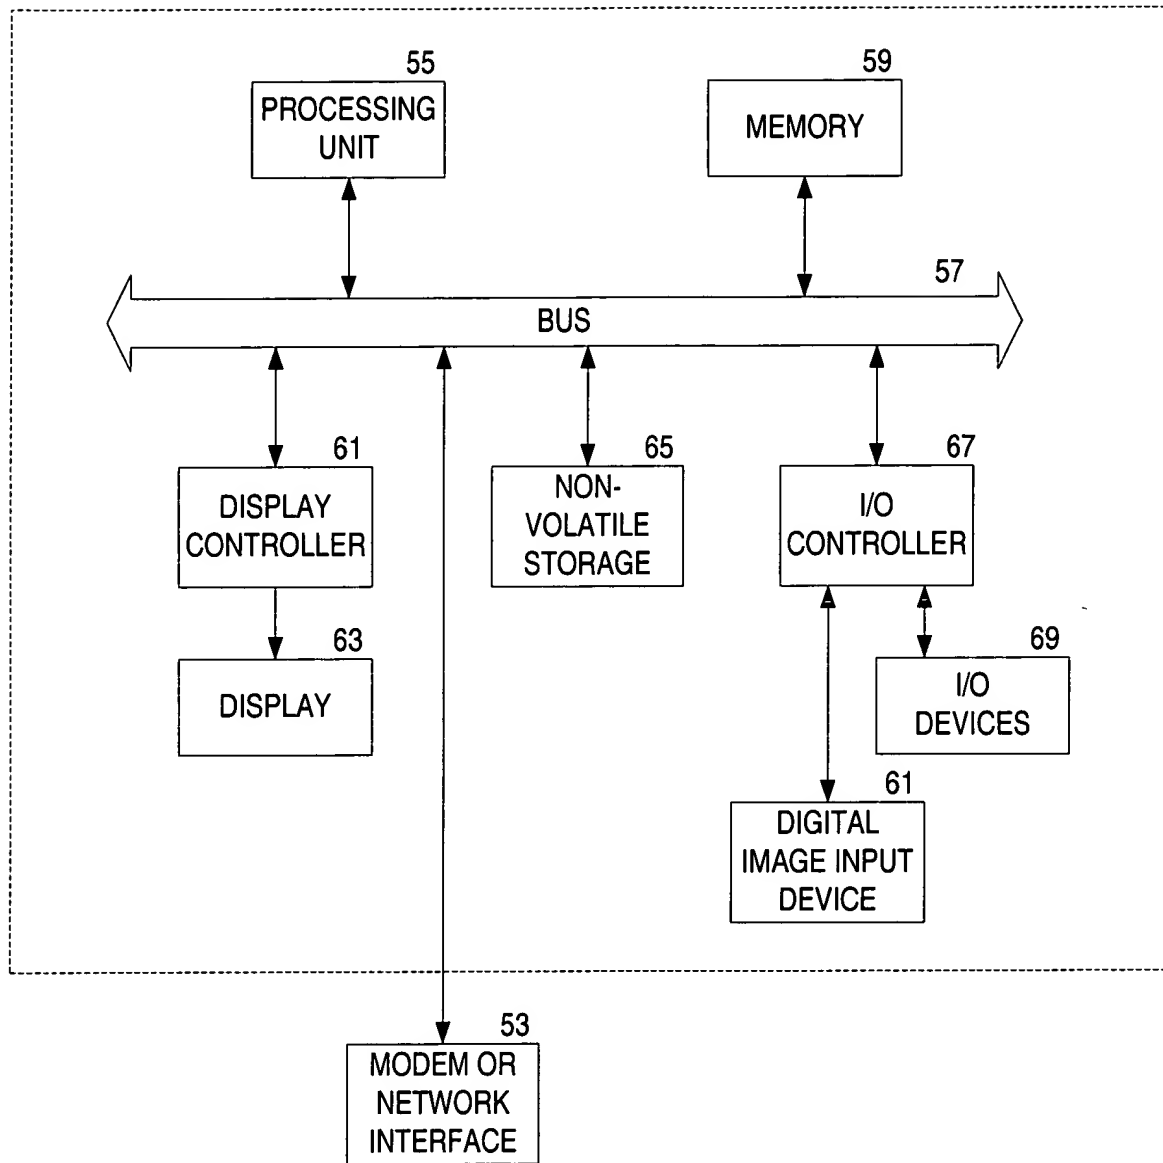 55
PROCESSING
UNIT
59
MEMORY
57
BUS
61
DISPLAY
CONTROLLER
65
NON-
VOLATILE
STORAGE
67
I/O
CONTROLLER
63
DISPLAY
69
I/O
DEVICES
61
DIGITAL
IMAGE INPUT
DEVICE
53
MODEM OR
NETWORK
INTERFACE